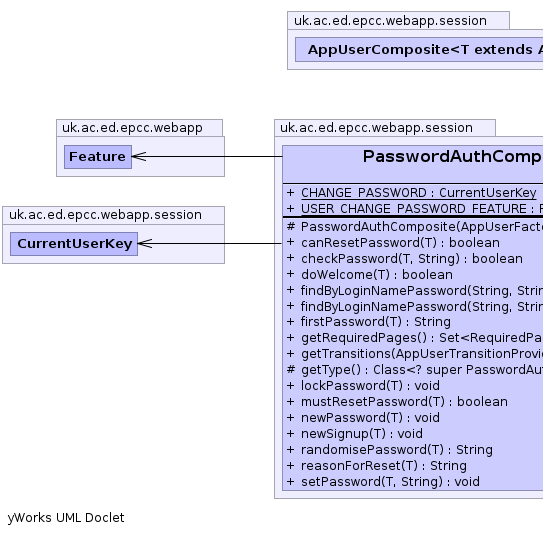 uk.ac.ed.epcc.webapp.session
AppUserComposite<T extends
uk.ac.ed.epcc.webapp
Feature
uk.ac.ed.epcc.webapp.session
CurrentUserKey
uk.ac.ed.epcc.webapp.session
PasswordAuthComp
+ CHANGE_PASSWORD : CurrentUserKey
+ USER_CHANGE_PASSWORD_FEATURE :
# PasswordAuthComposite(AppUserFact
+ canResetPassword(T) : boolean
+ checkPassword(T, String) : boolean
+ doWelcome(T) : boolean
+ findByLoginNamePassword(String, Strin
+ findByLoginNamePassword(String, Strin
+ firstPassword(T) : String
+ getRequiredPages() : Set<RequiredPa
+ getTransitions(AppUserTransitionProvi
# getType() : Class<? super PasswordAu
+ lockPassword(T) : void
+ mustResetPassword(T) : boolean
+ newPassword(T) : void
+ newSignup(T) : void
+ randomisePassword(T) : String
+ reasonForReset(T) : String
+ setPassword(T, String) : void
yWorks UML Doclet